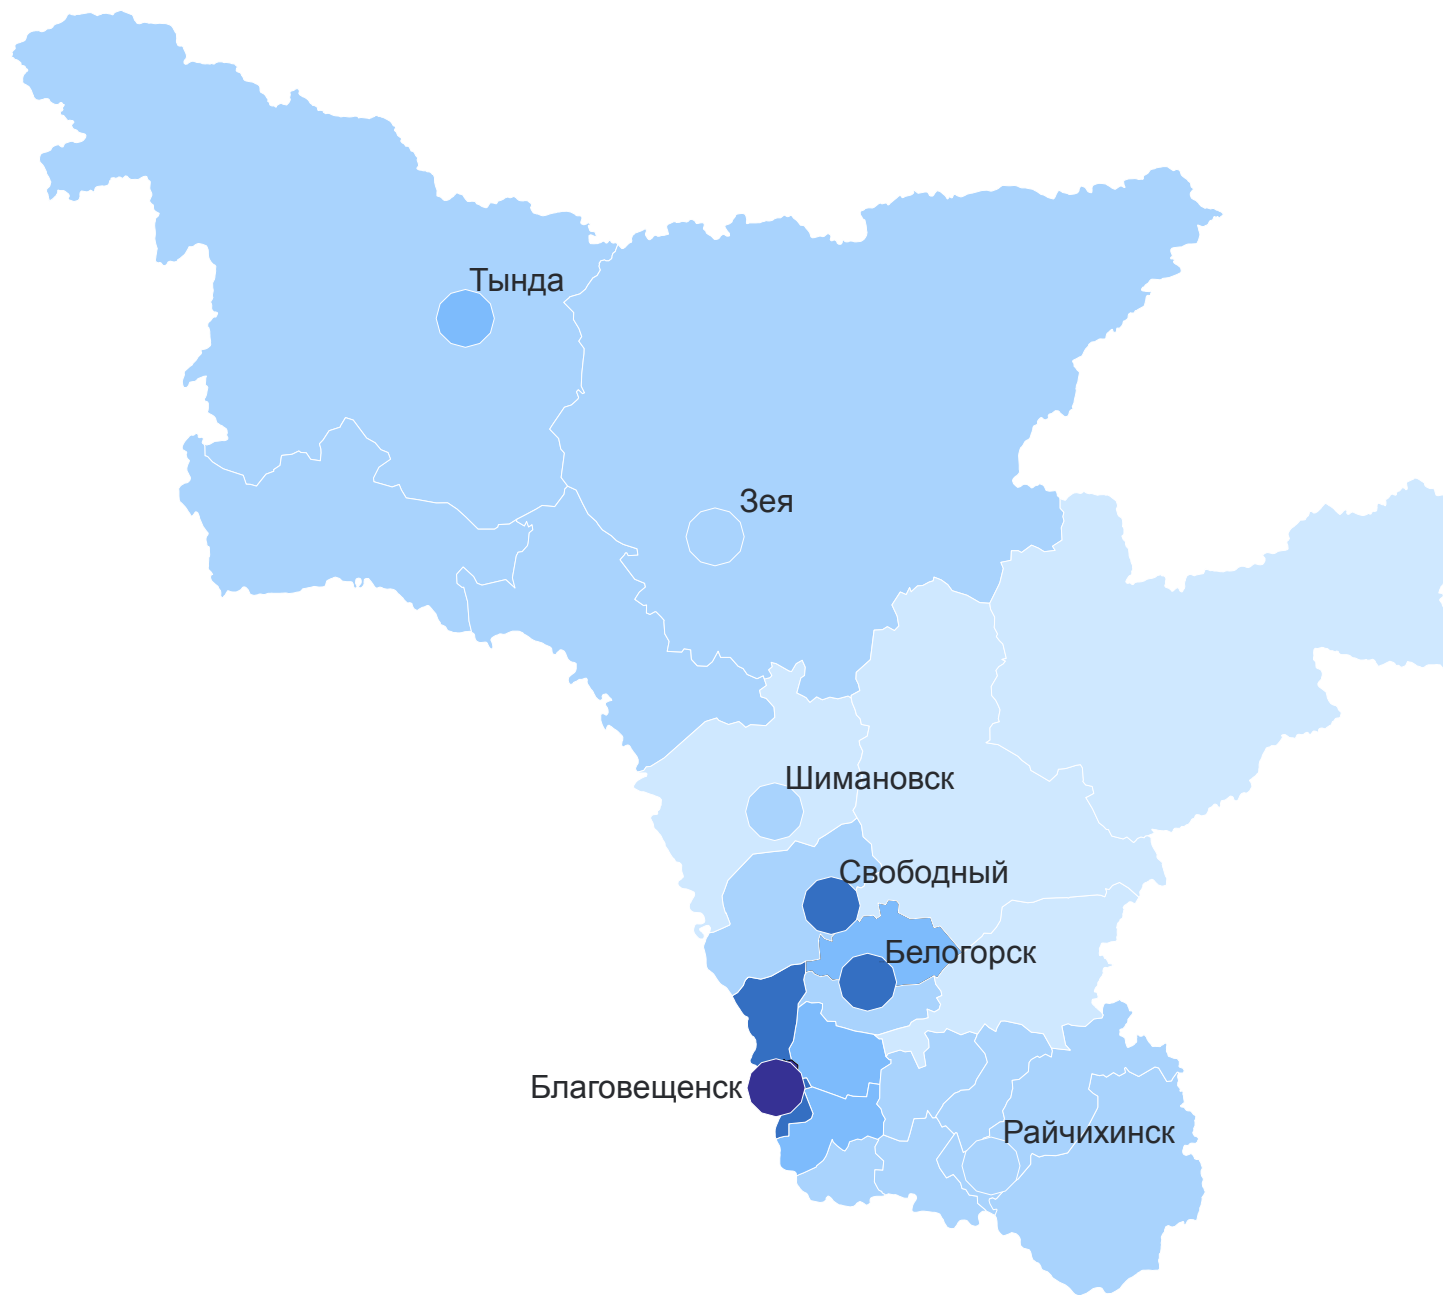 Тында
Зея
Шимановск
Свободный
Белогорск
Благовещенск
Райчихинск